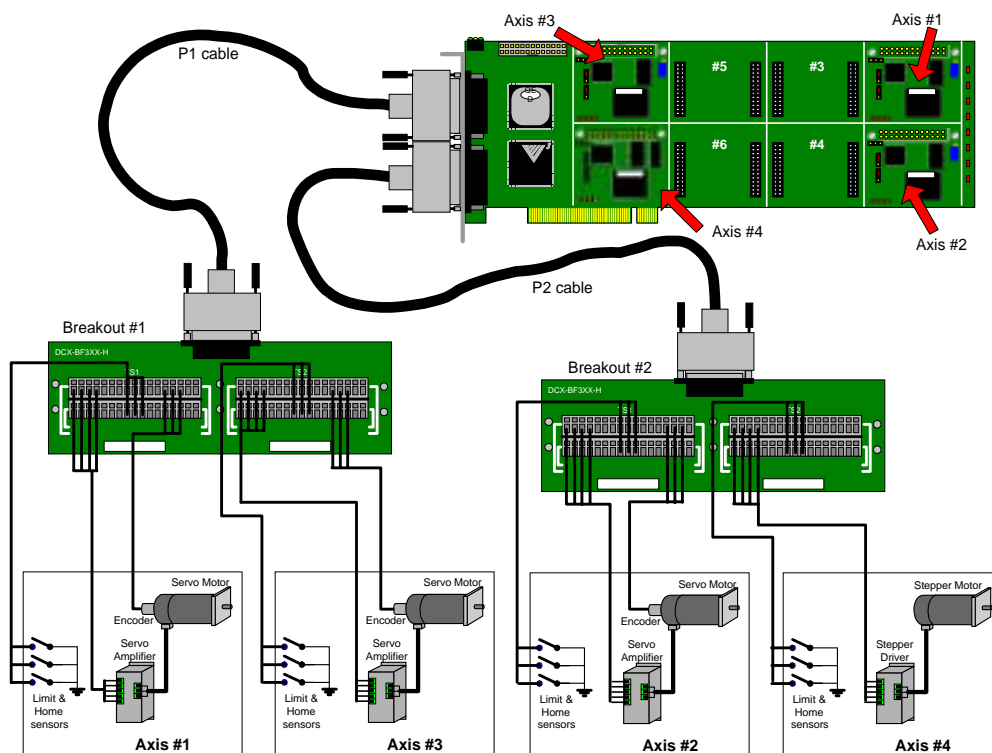 P1 cable
Axis #3
Axis #1
#5
#3
#6
#4
Axis #4
Axis #2
P2 cable
Breakout #1
DCX-BF3XX-H
TS1
TS2
Breakout #2
DCX-BF3XX-H
Servo Motor
Encoder
Servo
Amplifier
Limit &
Home
sensors
Axis #1
Servo Motor
Encoder
Servo
Amplifier
Limit &
Home
sensors
Axis #3
Servo Motor
Encoder
Servo
Amplifier
Limit &
Home
sensors
Axis #2
Stepper Motor
Stepper
Driver
Limit &
Home
sensors
Axis #4